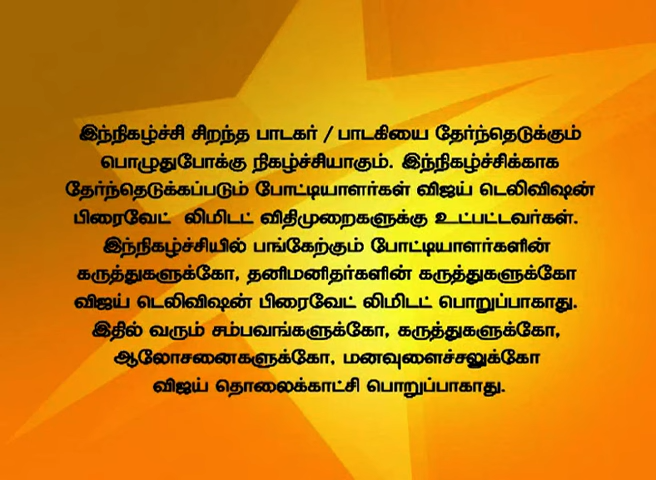 இந்நிகழ்ச்சி சிறந்த பாடகர் / பாடகியை தேர்ந்தெடுக்கும்
பொழுதுபோக்கு நிகழ்ச்சியாகும். இந்நிகழ்ச்சிக்காக
தேர்ந்தெடுக்கப்படும் போட்டியாளர்கள் விஜய் டெலிவிஷன்
பிரைவேட் லிமிடட் விதிமுறைகளுக்கு உட்பட்டவர்கள்.
இந்நிகழ்ச்சியில் பங்கேற்கும் போட்டியாளர்களின்
கருத்துகளுக்கோ, தனிமனிதர்களின் கருத்துகளுக்கோ
விஜய் டெலிவிஷன் பிரைவேட் லிமிடட் பொறுப்பாகாது.
இதில் வரும் சம்பவங்களுக்கோ, கருத்துகளுக்கோ,
ஆலோசனைகளுக்கோ, மனவுளைச்சலுக்கோ
விஜய் தொலைக்காட்சி பொறுப்பாகாது.